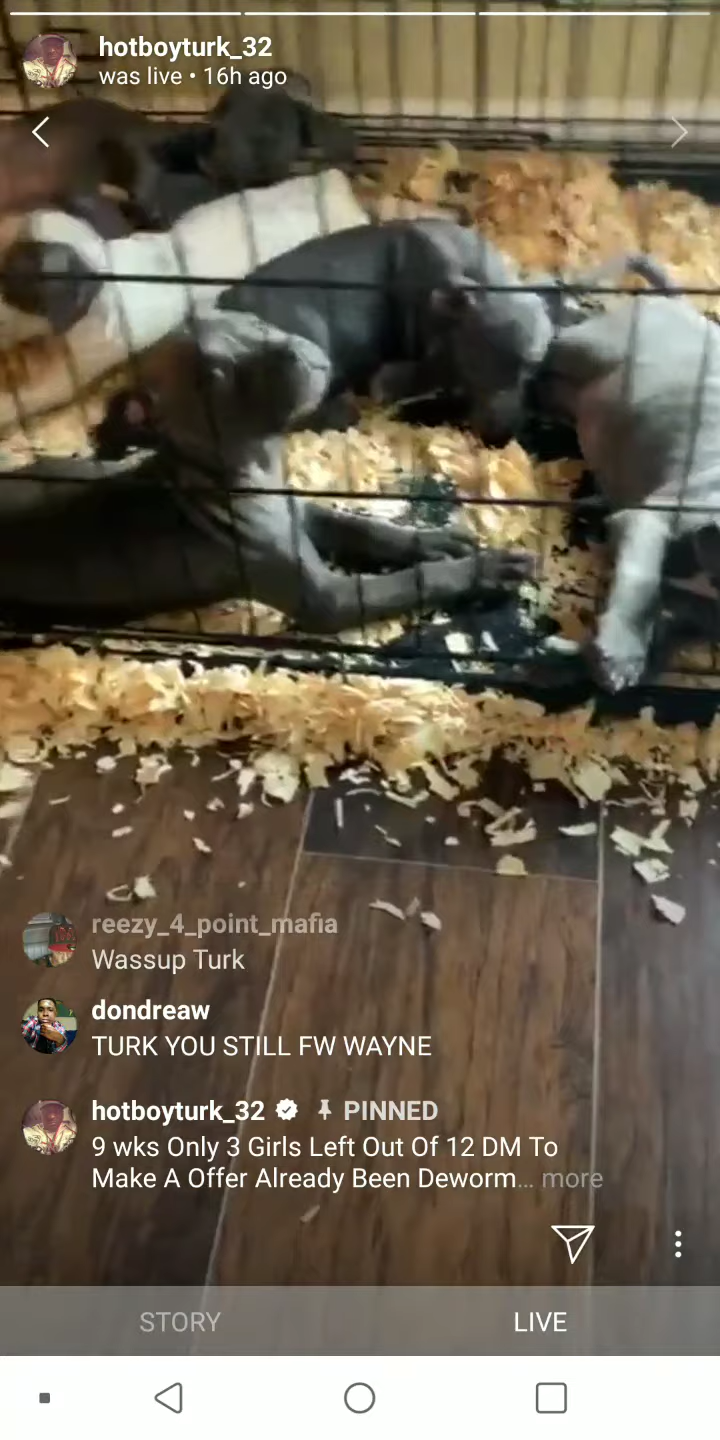 hotboyturk_32
was live • 16h ago
reezy_4_point_mafia
Wassup Turk
dondreaw
TURK YOU STILL FW WAYNE
hotboyturk_32 PINNED
9 wks Only 3 Girls Left Out Of 12 DM To
Make A Offer Already Been Deworm... more
STORY LIVE